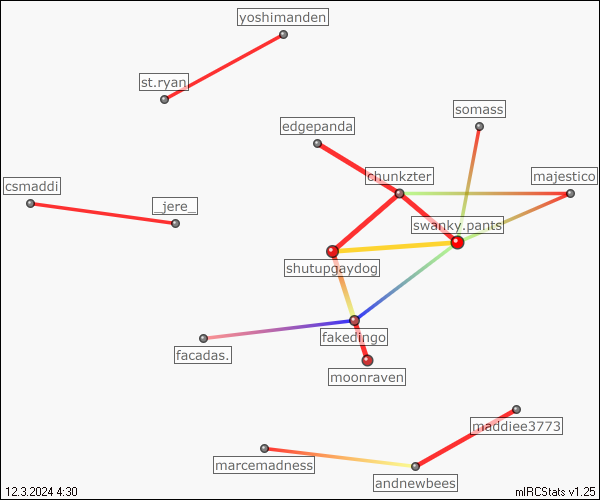 yoshimanden
st.ryan
somass
edgepanda
chunkzter
majestico
csmaddi
_jere_
swanky.pants
shutupgaydog
fakedingo
facadas.
moonraven
maddiee3773
marcemadness
andnewbees
12.3.2024 4:30
mIRCStats v1.25